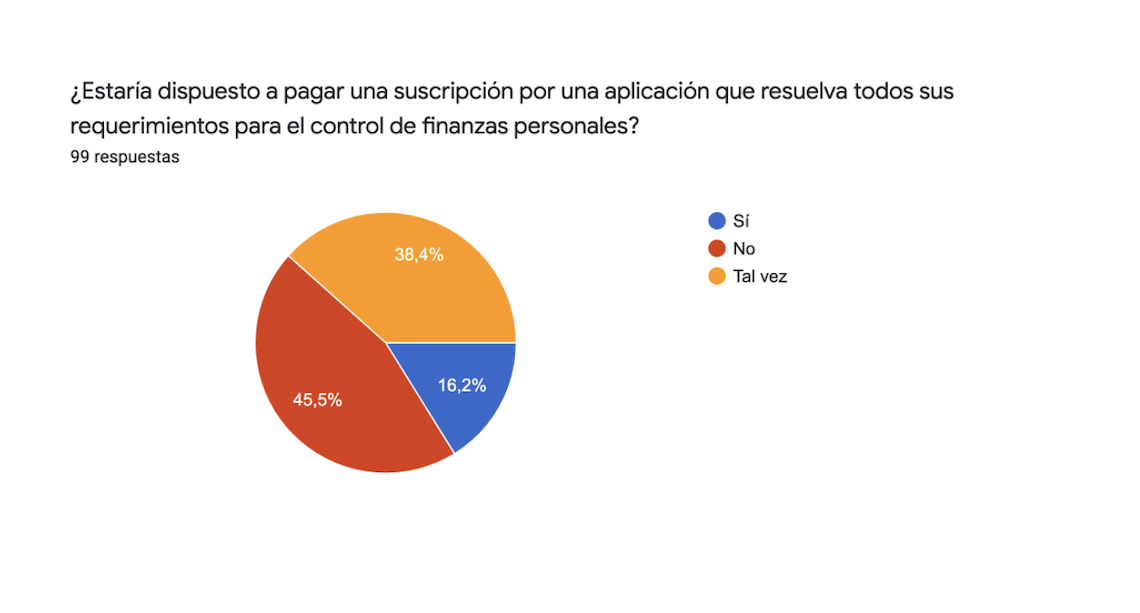 ¿Estaría dispuesto a pagar una suscripción por una aplicación que resuelva todos sus
requerimientos para el control de finanzas personales?
99 respuestas
38,4%
16,2%
45,5%
Sí
No
Tal vez